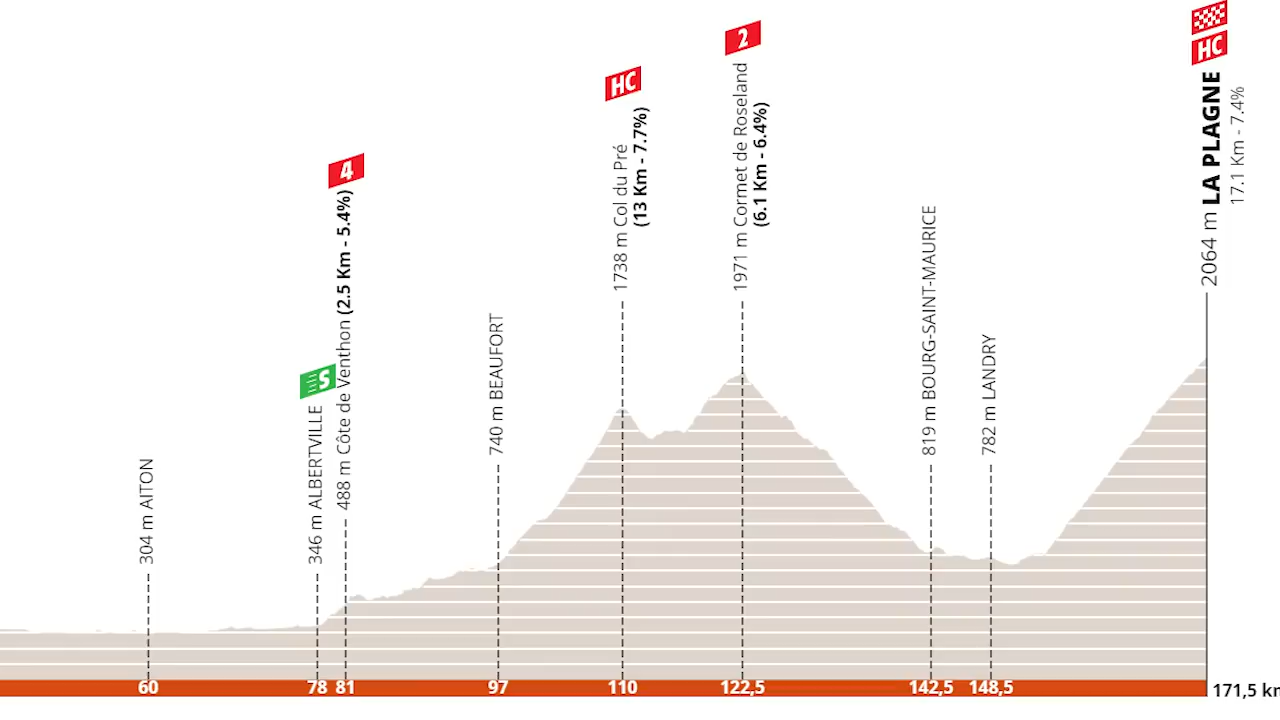 304 m AITON
S
346 m ALBERTVILLE
4
488 m Côte de Venthon (2.5 Km - 5.4%)
740 m BEAUFORT
HC
1738 m Col du Pré
(13 Km - 7.7%)
2
1971 m Cormet de Roseland
(6.1 Km - 6.4%)
819 m BOURG-SAINT-MAURICE
782 m LANDRY
HC
2064 m LA PLAGNE
17.1 Km - 7.4%
60 78 81 97 110 122,5 142,5 148,5 171,5 km